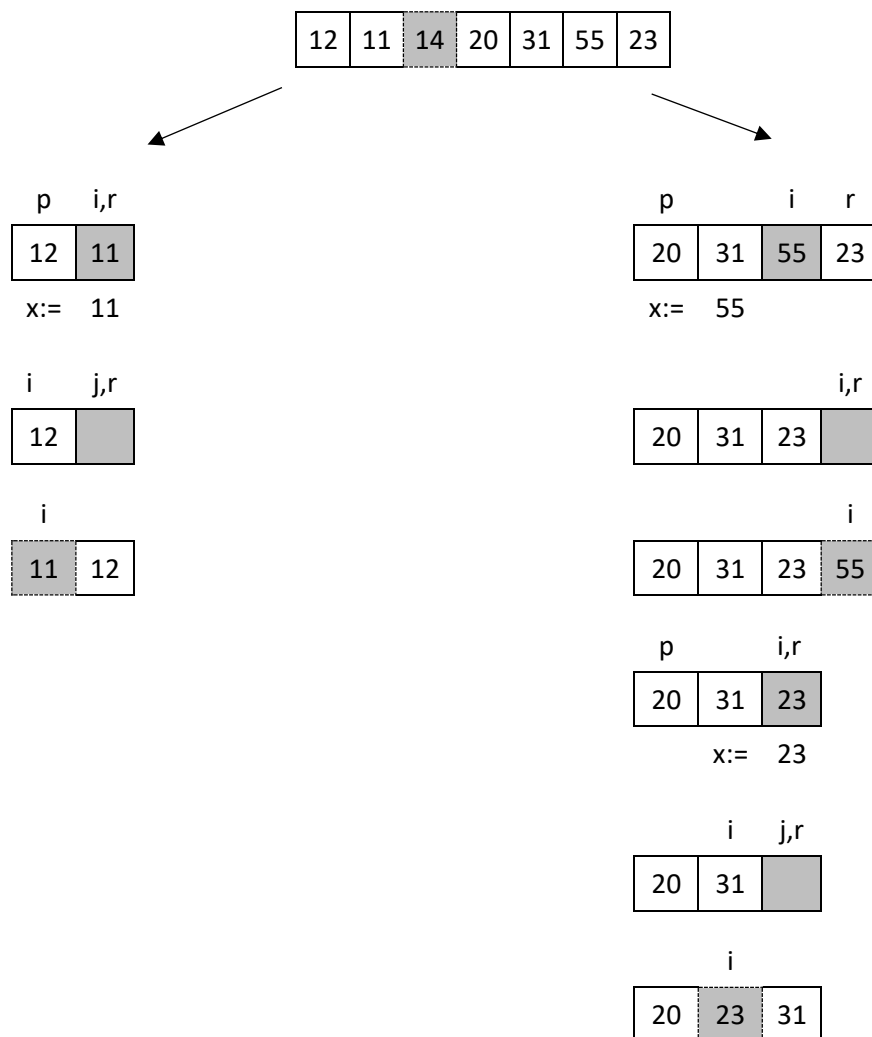 12 11 14 20 31 55 23
p i,r
12 11
x:= 11
i j,r
12
i
11 12
p i r
20 31 55 23
x:= 55
i,r
20 31 23
i
20 31 23 55
p i,r
20 31 23
x:= 23
i j,r
20 31
i
20 23 31